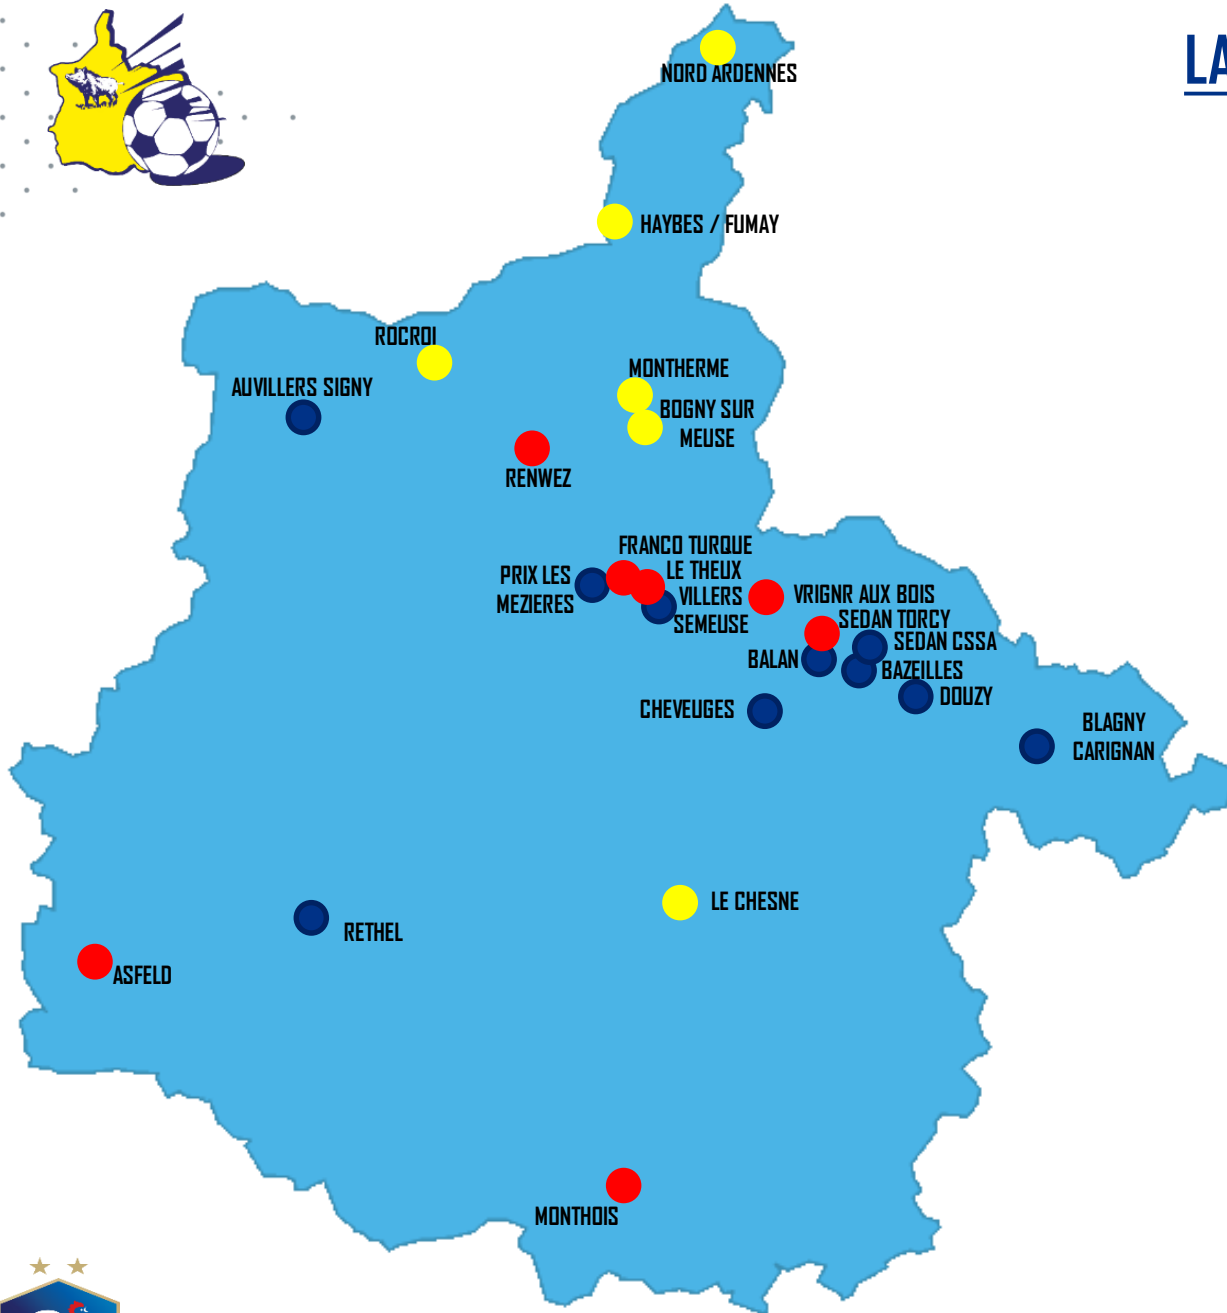 LA
NORD ARDENNES
HAYBES / FUMAY
ROCROI
MONTHERME
AUVILLERS SIGNY
BOGNY SUR
MEUSE
RENWEZ
FRANCO TURQUE
LE THEUX
PRIX LES
MEZIERES
VILLERS
SEMEUSE
VRIGNR AUX BOIS
SEDAN TORCY
SEDAN CSSA
BALAN
BAZEILLES
DOUZY
CHEVEUGES
BLAGNY
CARIGNAN
LE CHESNE
RETHEL
ASFELD
MONTHOIS